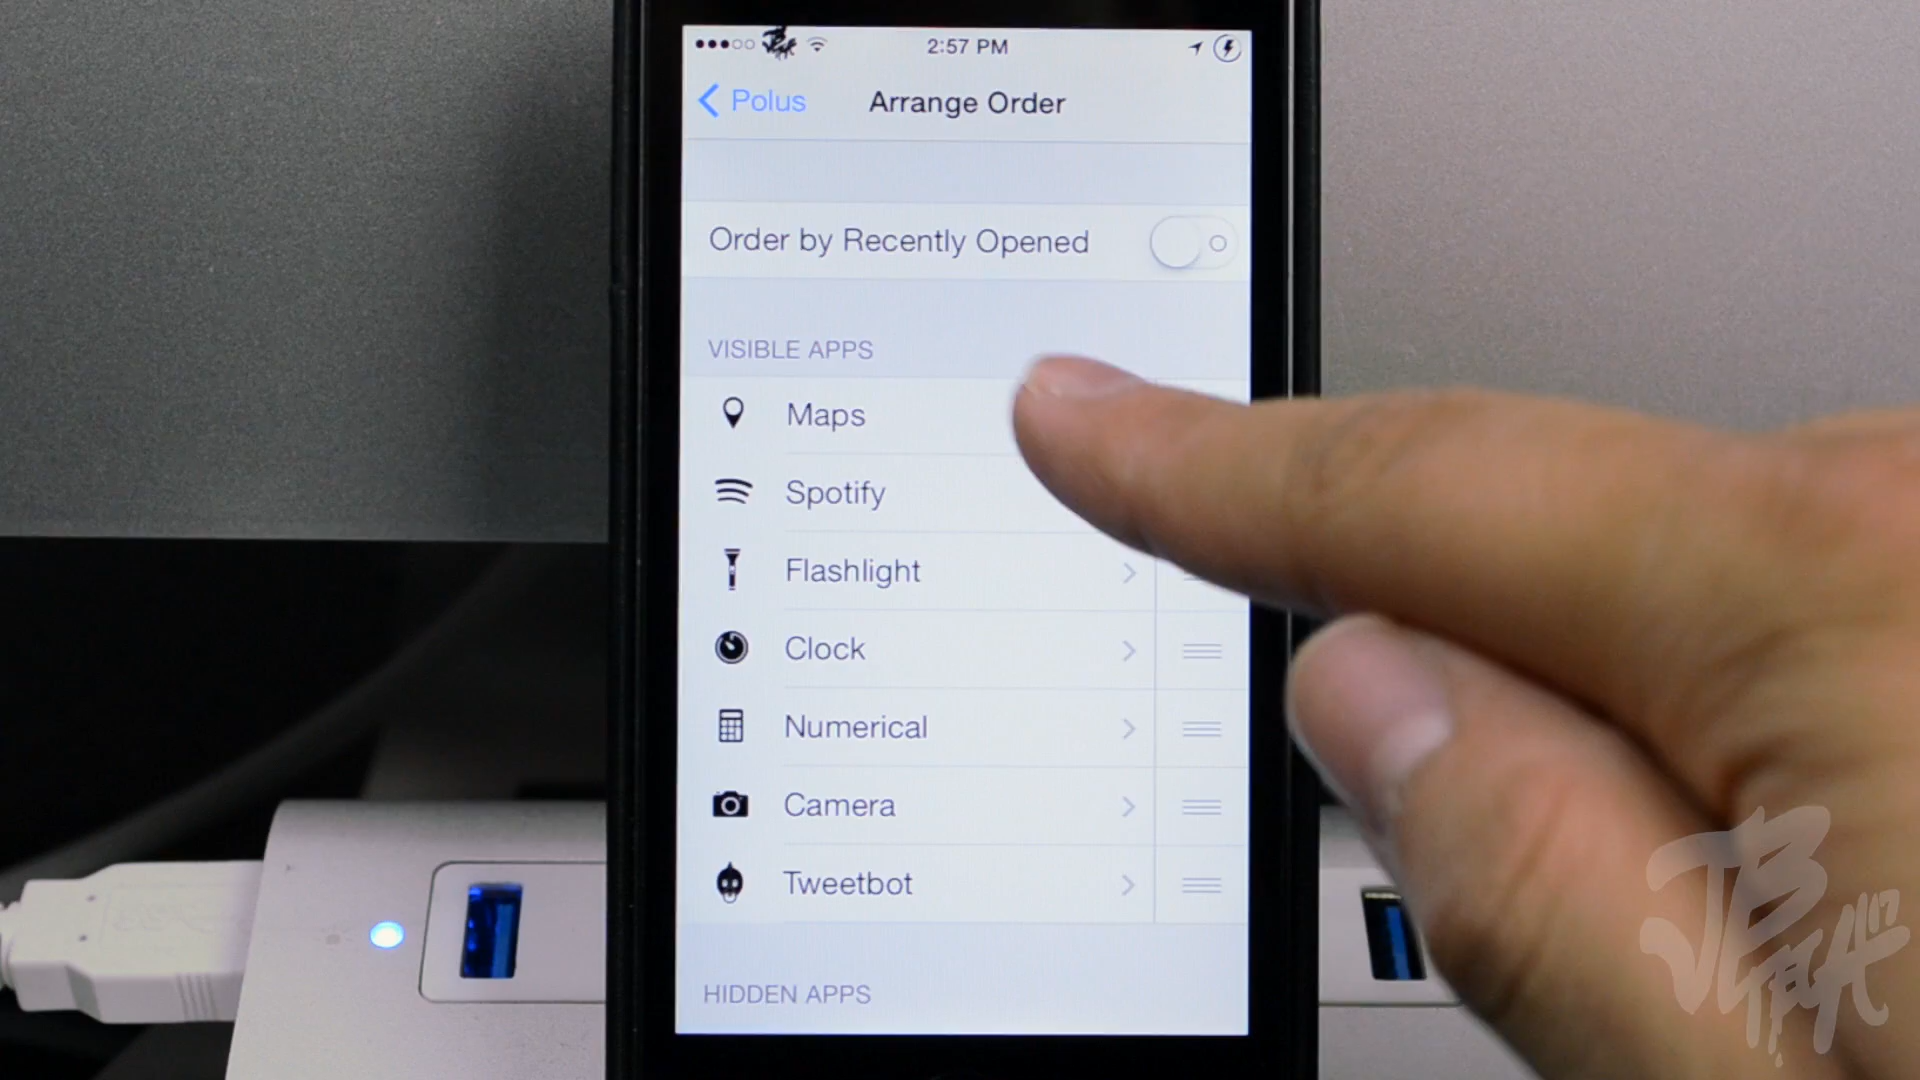 2:57 PM
Polus
Arrange Order
Order by Recently Opened
VISIBLE APPS
Maps
Spotify
Flashlight
Clock
Numerical
Camera
Tweetbot
HIDDEN APPS